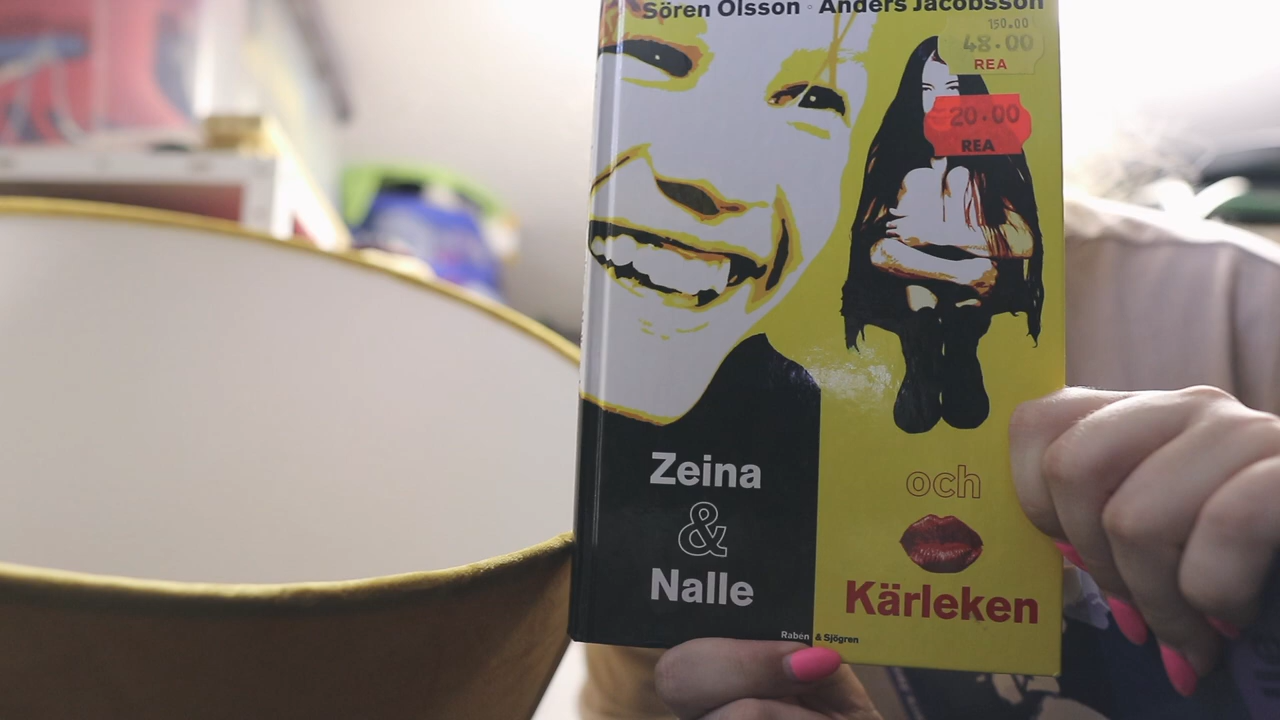 Sören Olsson · Anders Jacobsson
150.00
48.00
REA
20.00
REA
Zeina
&
Nalle
och
Kärleken
Rabén & Sjögren